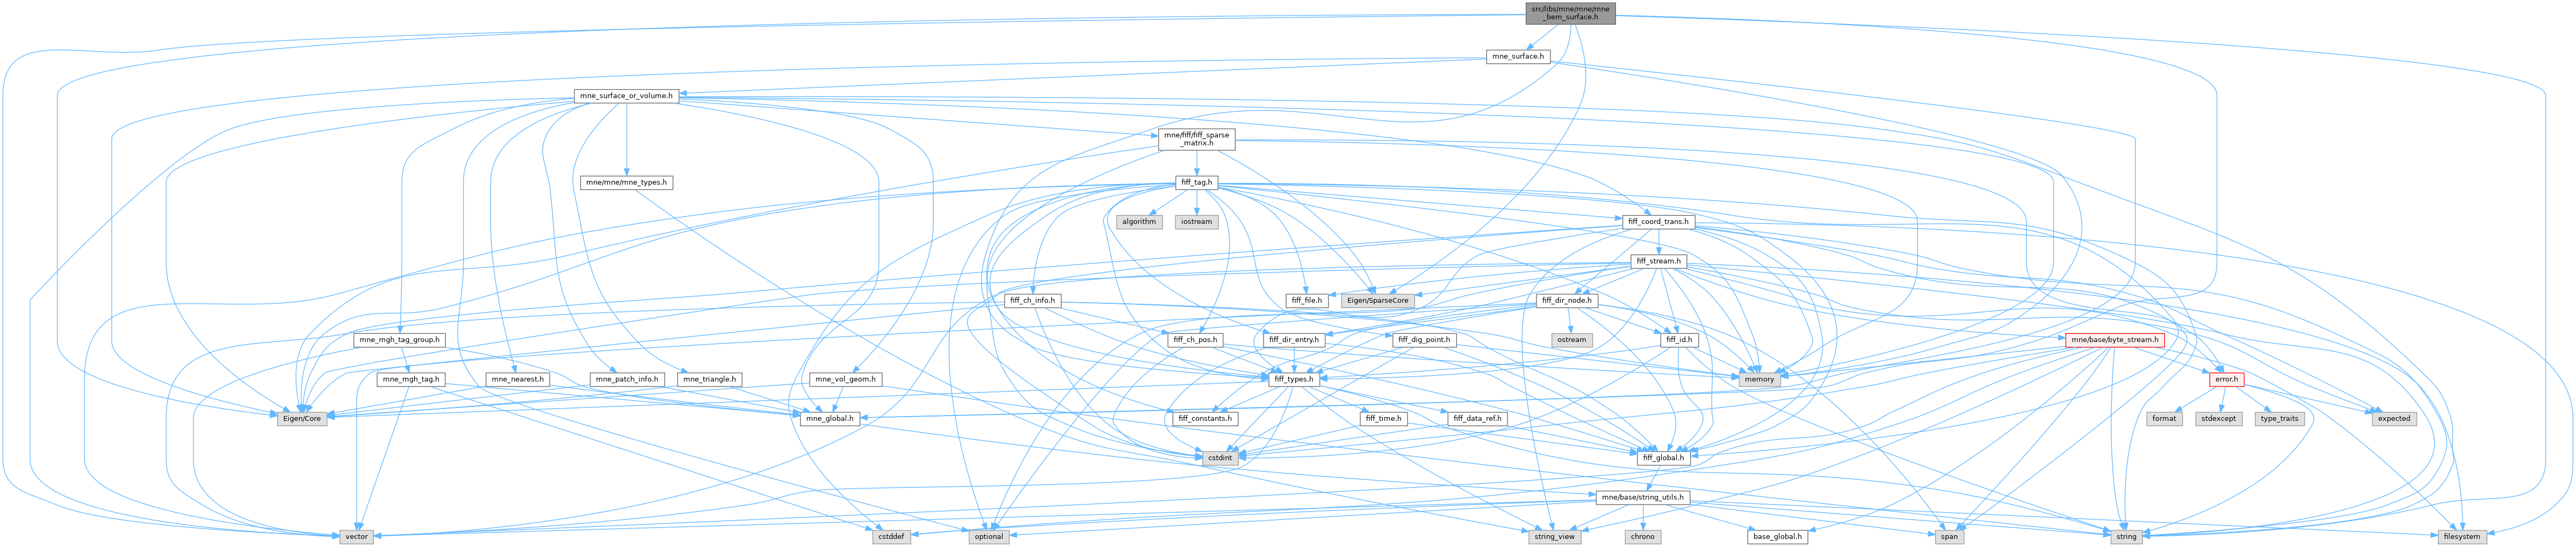 src/libs/mne/mne/mne
_bem_surface.h
mne_surface.h
mne_surface_or_volume.h
mne/fiff/fiff_sparse
_matrix.h
mne/mne/mne_types.h
fiff_tag.h
algorithm
iostream
fiff_coord_trans.h
fiff_stream.h
fiff_ch_info.h
fiff_file.h
Eigen/SparseCore
fiff_dir_node.h
mne_mgh_tag_group.h
fiff_ch_pos.h
fiff_dir_entry.h
fiff_dig_point.h
ostream
fiff_id.h
mne/base/byte_stream.h
mne_mgh_tag.h
mne_nearest.h
mne_patch_info.h
mne_triangle.h
mne_vol_geom.h
fiff_types.h
memory
error.h
Eigen/Core
mne_global.h
fiff_constants.h
fiff_time.h
fiff_data_ref.h
format
stdexcept
type_traits
expected
cstdint
fiff_global.h
mne/base/string_utils.h
vector
cstddef
optional
string_view
chrono
base_global.h
span
string
filesystem